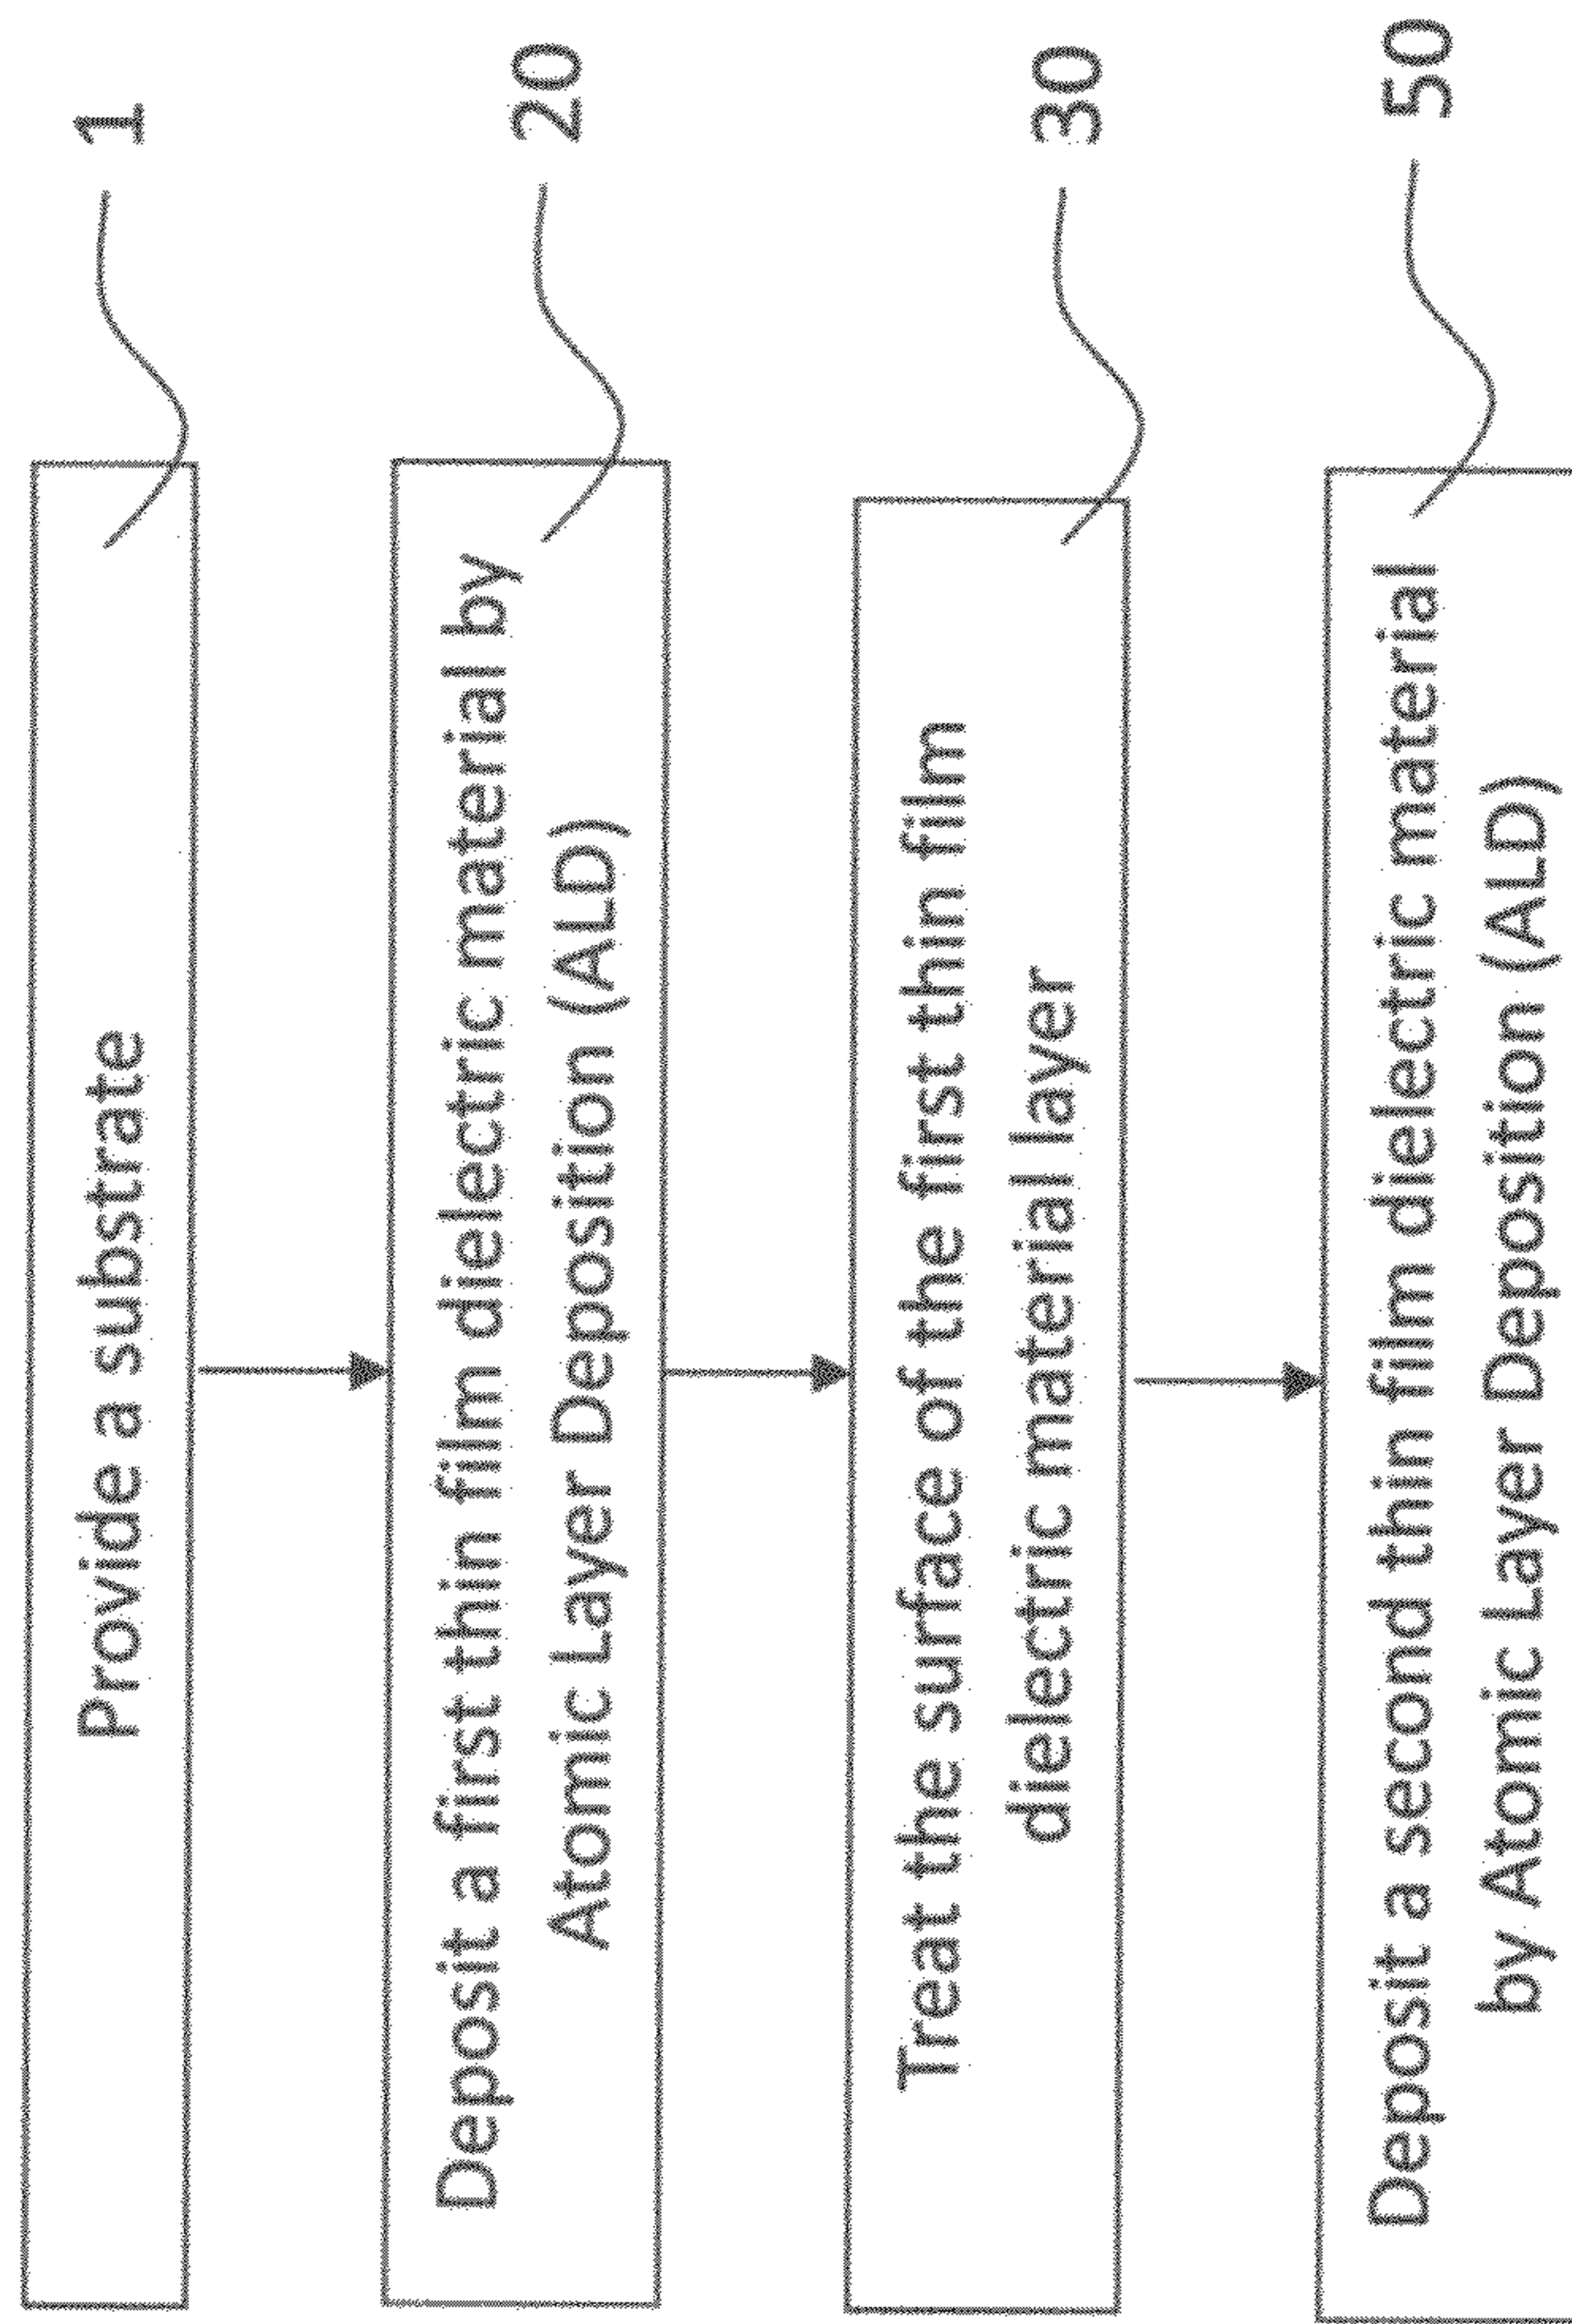 Provide a substrate
1
Deposit a first thin film dielectric material by
Atomic Layer Deposition (ALD)
20
Treat the surface of the first thin film
dielectric material layer
30
Deposit a second thin film dielectric material
by Atomic Layer Deposition (ALD)
50